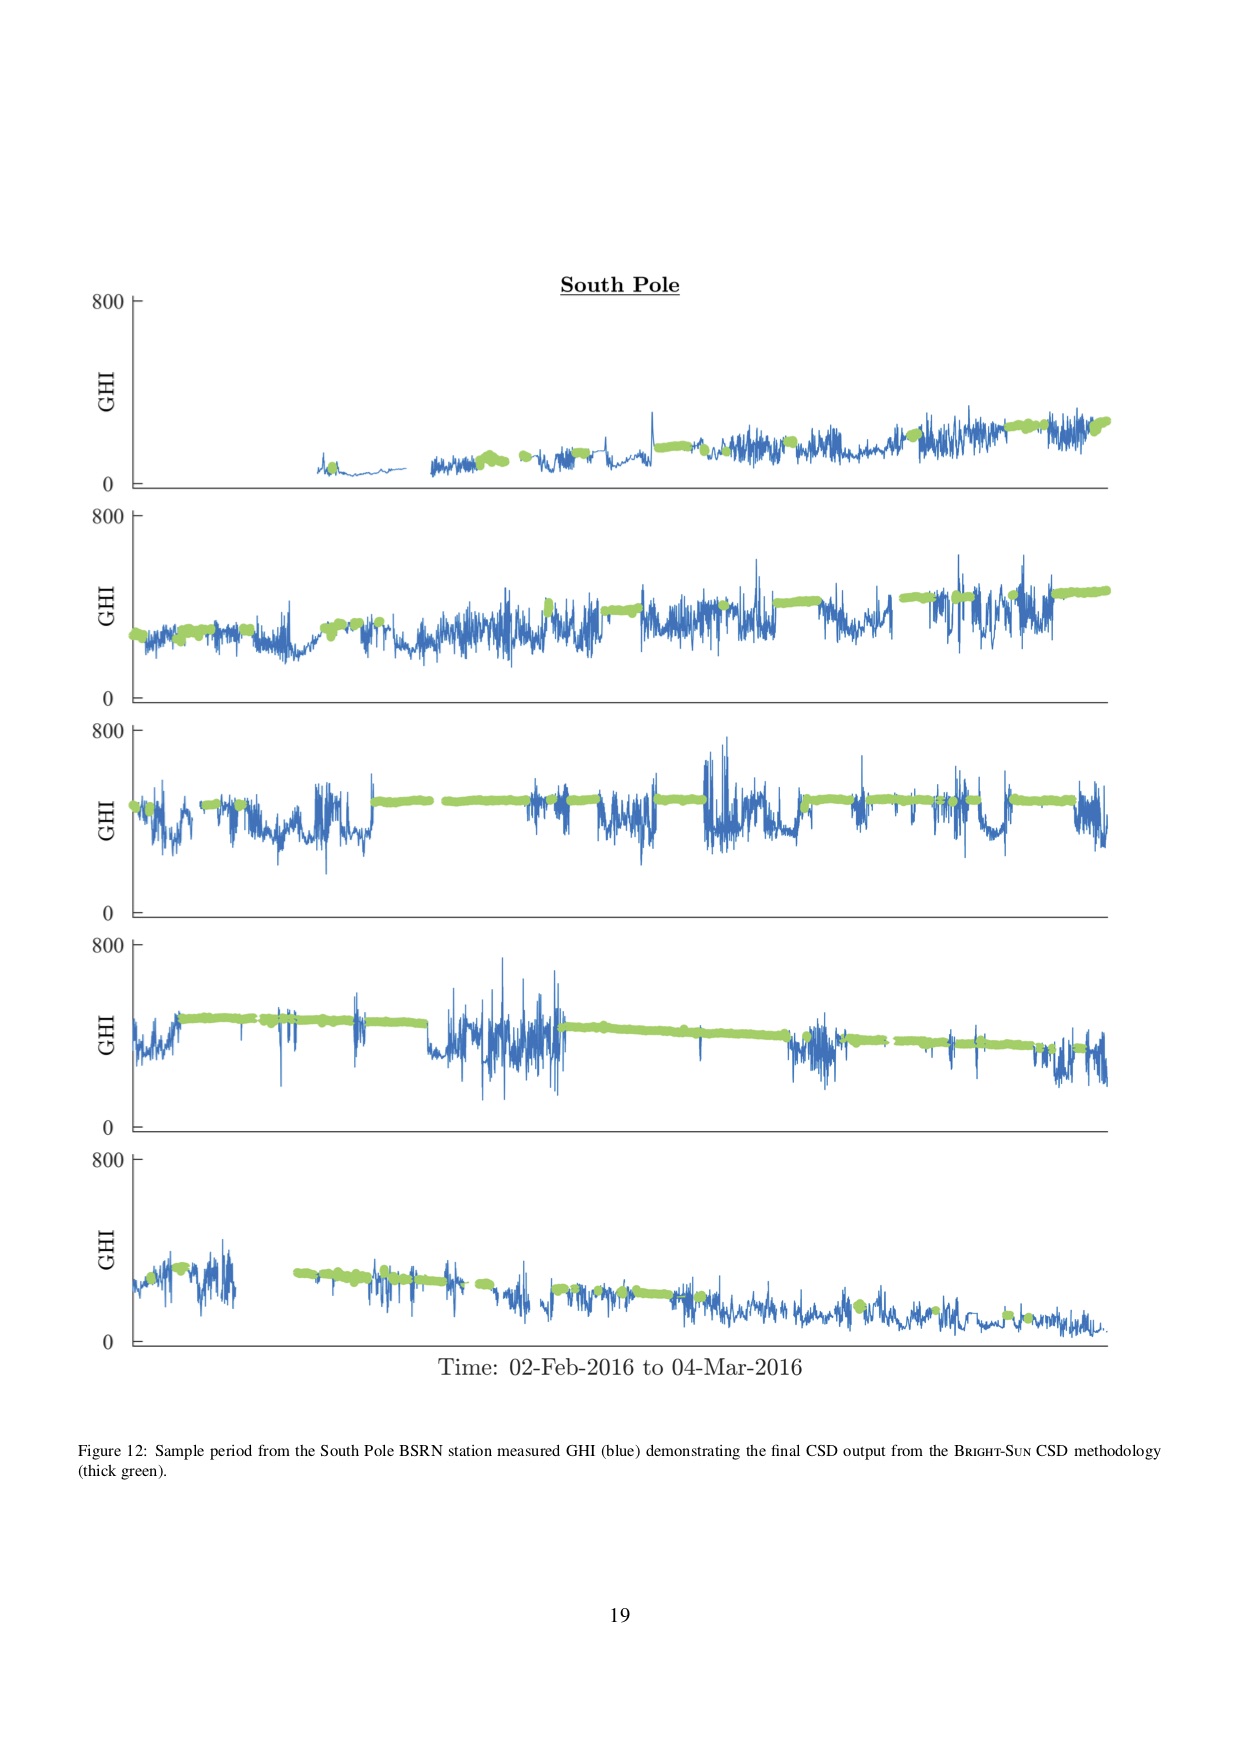 South Pole
800
GHI
0
800
GHI
0
800
GHI
0
800
GHI
0
800
GHI
0
Time: 02-Feb-2016 to 04-Mar-2016
Figure 12: Sample period from the South Pole BSRN station measured GHI (blue) demonstrating the final CSD output from the Bright-Sun CSD methodology
(thick green).
19